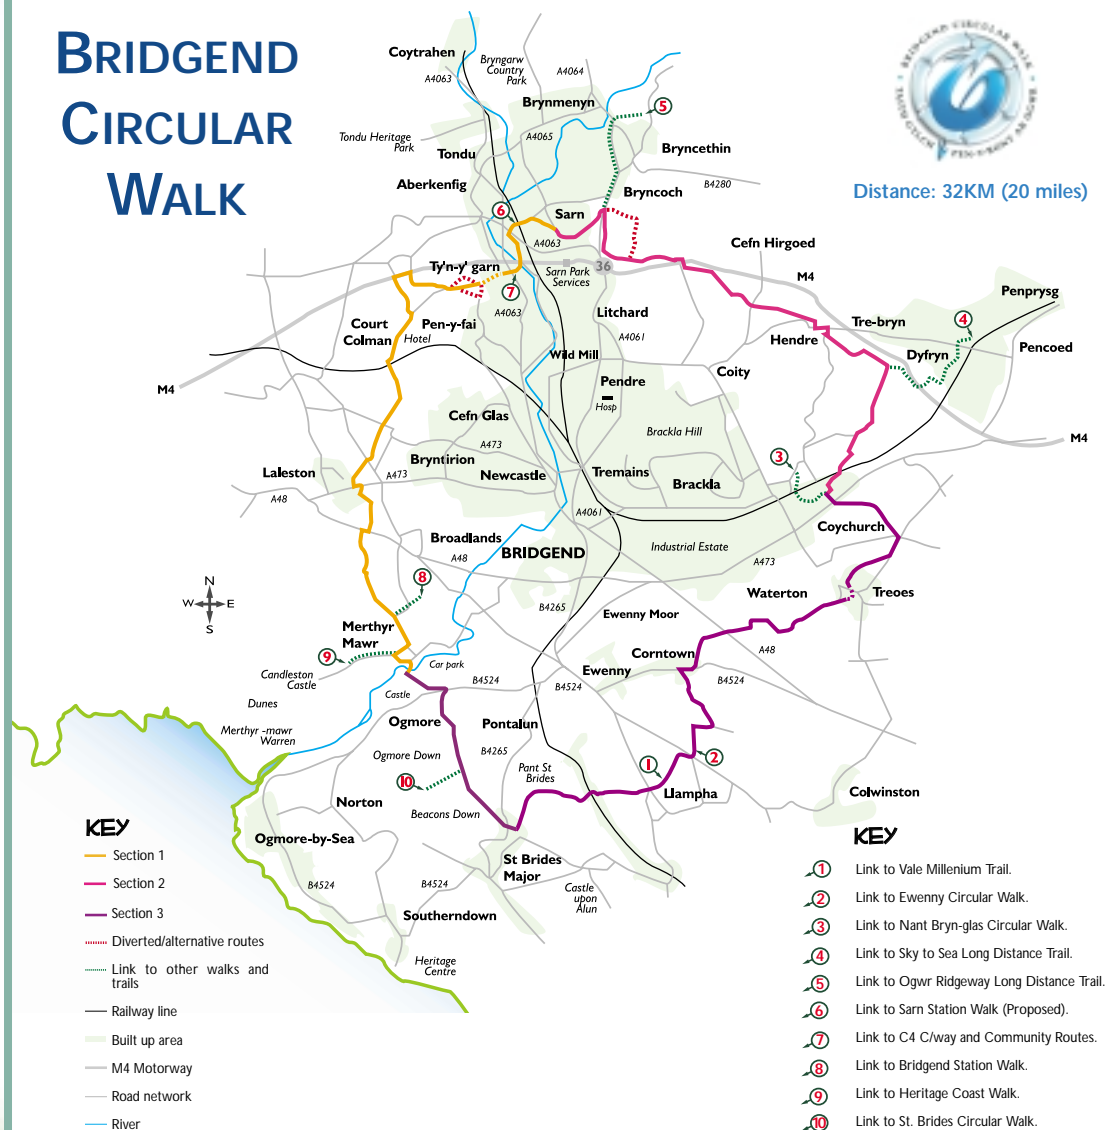 BRIDGEND
CIRCULAR
WALK
BRIDGEND CIRCULAR WALK
Distance: 32KM (20 miles)
Coytrahen
A4063
Bryngarw
Country
Park
A4064
Brynmenyn
5
Tondu Heritage
Park
A4065
Tondu
Bryncethin
Aberkenfig
Bryncoch
B4280
6
Sarn
A4063
Cefn Hirgoed
Ty'n-y' garn
Sarn Park
Services
36
M4
7
A4063
Penprysg
Court
Colman
Pen-y-fai
Hotel
Litchard
A4061
Tre-bryn
4
Hendre
Dyfryn
Pencoed
Wild Mill
M4
Pendre
Hosp
Coity
Cefn Glas
A473
Brackla Hill
M4
Bryntirion
Laleston
A473
Newcastle
Tremains
Brackla
3
A48
A4061
Coychurch
Broadlands
A48
BRIDGEND
Industrial Estate
A473
N
W
E
S
8
B4265
Waterton
Treoes
Ewenny Moor
Merthyr
Mawr
9
Car park
Corntown
A48
Candleston
Castle
Castle
B4524
Ewenny
B4524
B4524
Dunes
Ogmore
Pontalun
Merthyr -mawr
Warren
Ogmore Down
B4265
Pant St
Brides
1
2
10
Llampha
Colwinston
Norton
Beacons Down
Ogmore-by-Sea
St Brides
Major
B4524
B4524
Castle
upon
Alun
Southerndown
Heritage
Centre
KEY
Section 1
Section 2
Section 3
Diverted/alternative routes
Link to other walks and
trails
Railway line
Built up area
M4 Motorway
Road network
River
KEY
1 Link to Vale Millenium Trail.
2 Link to Ewenny Circular Walk.
3 Link to Nant Bryn-glas Circular Walk.
4 Link to Sky to Sea Long Distance Trail.
5 Link to Ogwr Ridgeway Long Distance Trail.
6 Link to Sarn Station Walk (Proposed).
7 Link to C4 C/way and Community Routes.
8 Link to Bridgend Station Walk.
9 Link to Heritage Coast Walk.
10 Link to St. Brides Circular Walk.